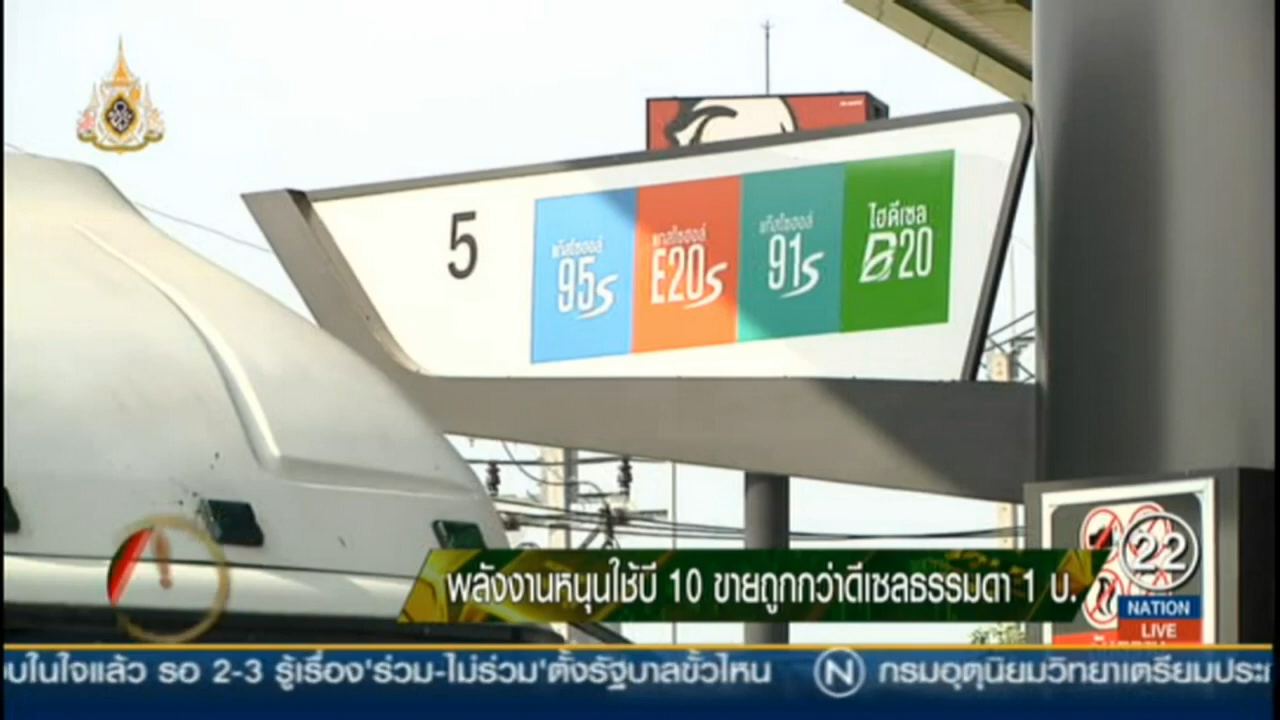 5
แก๊สโซฮอล์
95S
แกสโซฮอล์
E20S
แก๊สโซฮอล์
91S
ไฮดีเซล
B20
พลังงานหนุนใช้บี 10 ขายถูกกว่าดีเซลธรรมดา 1 บ.
22
NATION
LIVE
บในใจแล้ว รอ 2-3 รู้เรื่อง'ร่วม-ไม่ร่วม'ตั้งรัฐบาลขั้วไหน N กรมอุตุนิยมวิทยาเตรียมประก